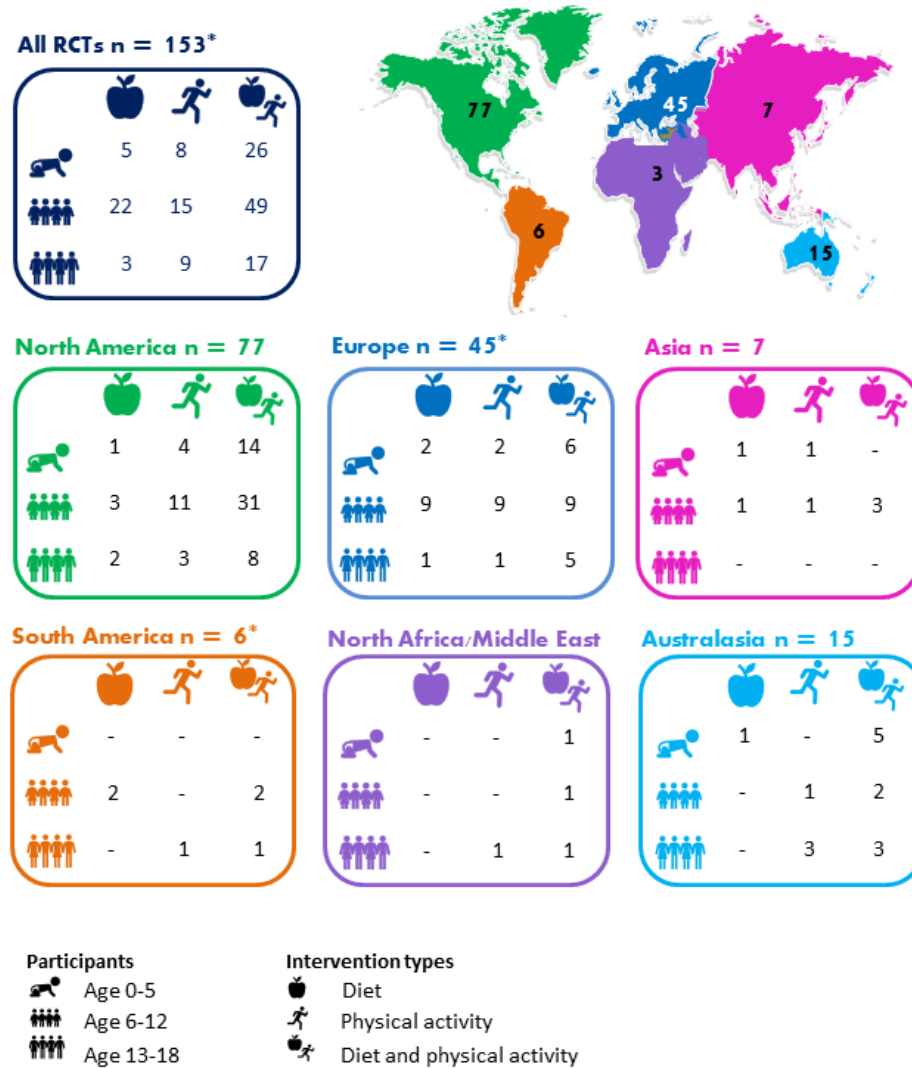 All RCTs n = 153*
5 8 26
22 15 49
3 9 17
77
45
7
3
6
15
North America n = 77
1 4 14
3 11 31
2 3 8
Europe n = 45*
2 2 6
9 9 9
1 1 5
Asia n = 7
1 1 -
1 1 3
- - -
South America n = 6*
- - -
2 - 2
- 1 1
North Africa/Middle East
- - 1
- - 1
- 1 1
Australasia n = 15
1 - 5
- 1 2
- 3 3
Participants
Age 0-5
Age 6-12
Age 13-18
Intervention types
Diet
Physical activity
Diet and physical activity